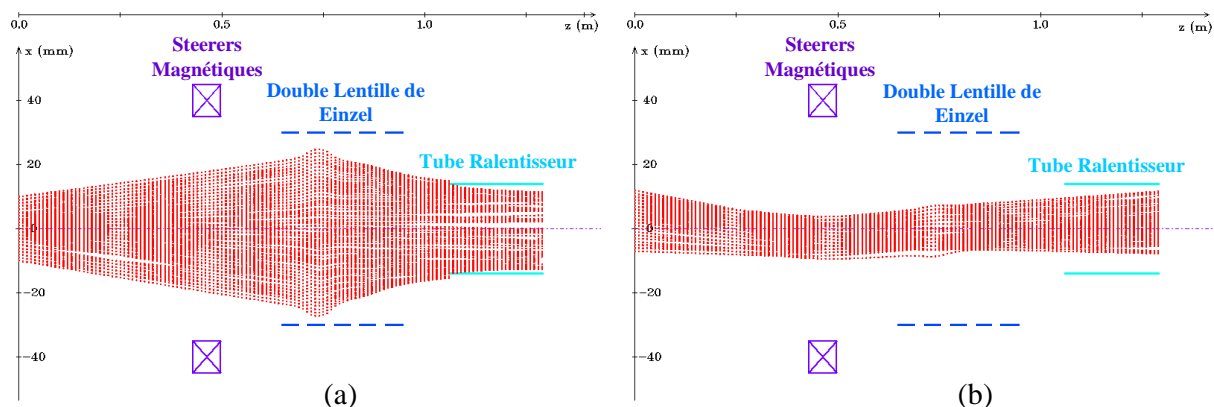 0.0 0.5 1.0 z (m)
x (mm)
Steerers
Magnétiques
Double Lentille de
Einzel
Tube Ralentisseur
40
20
0
−20
−40
(a)
0.0 0.5 1.0 z (m)
x (mm)
Steerers
Magnétiques
Double Lentille de
Einzel
Tube Ralentisseur
40
20
0
−20
−40
(b)